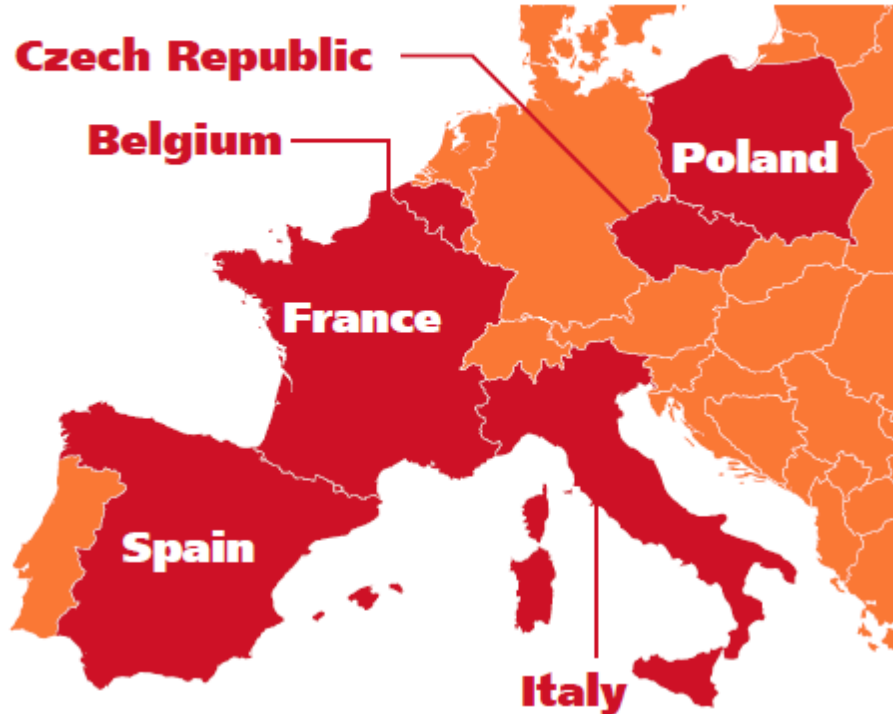 Czech Republic
Belgium
Poland
France
Spain
Italy